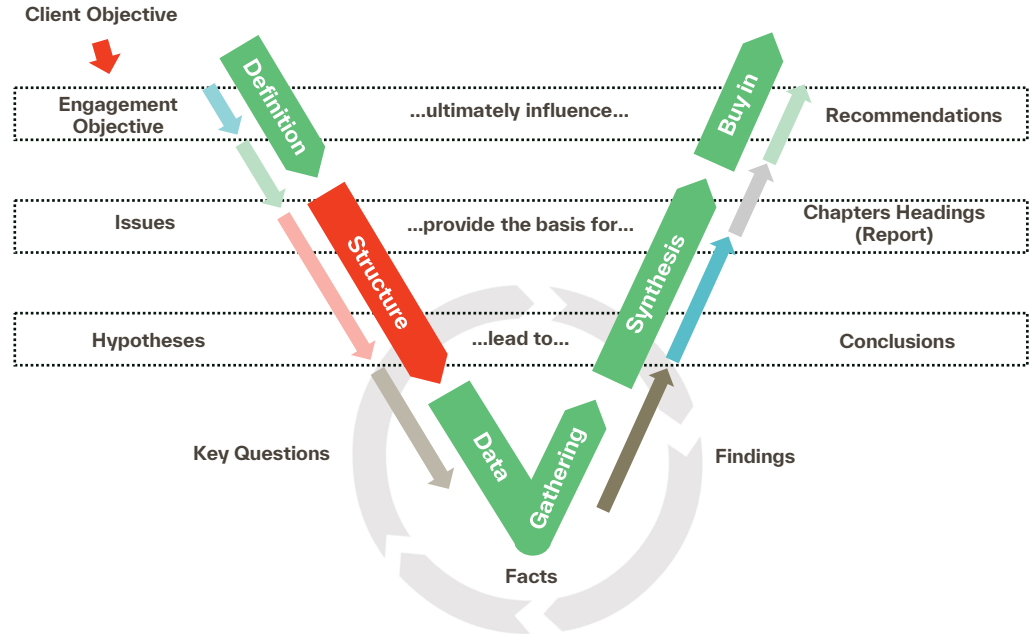 Client Objective
Definition
Buy in
Engagement
Objective
...ultimately influence...
Recommendations
Structure
Synthesis
Issues
...provide the basis for...
Chapters Headings
(Report)
Hypotheses
...lead to...
Conclusions
Key Questions
Data
Gathering
Findings
Facts